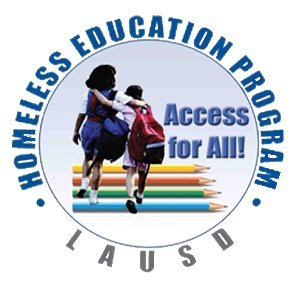 • HOMELESS EDUCATION PROGRAM •
Access
for All!
LAUSD